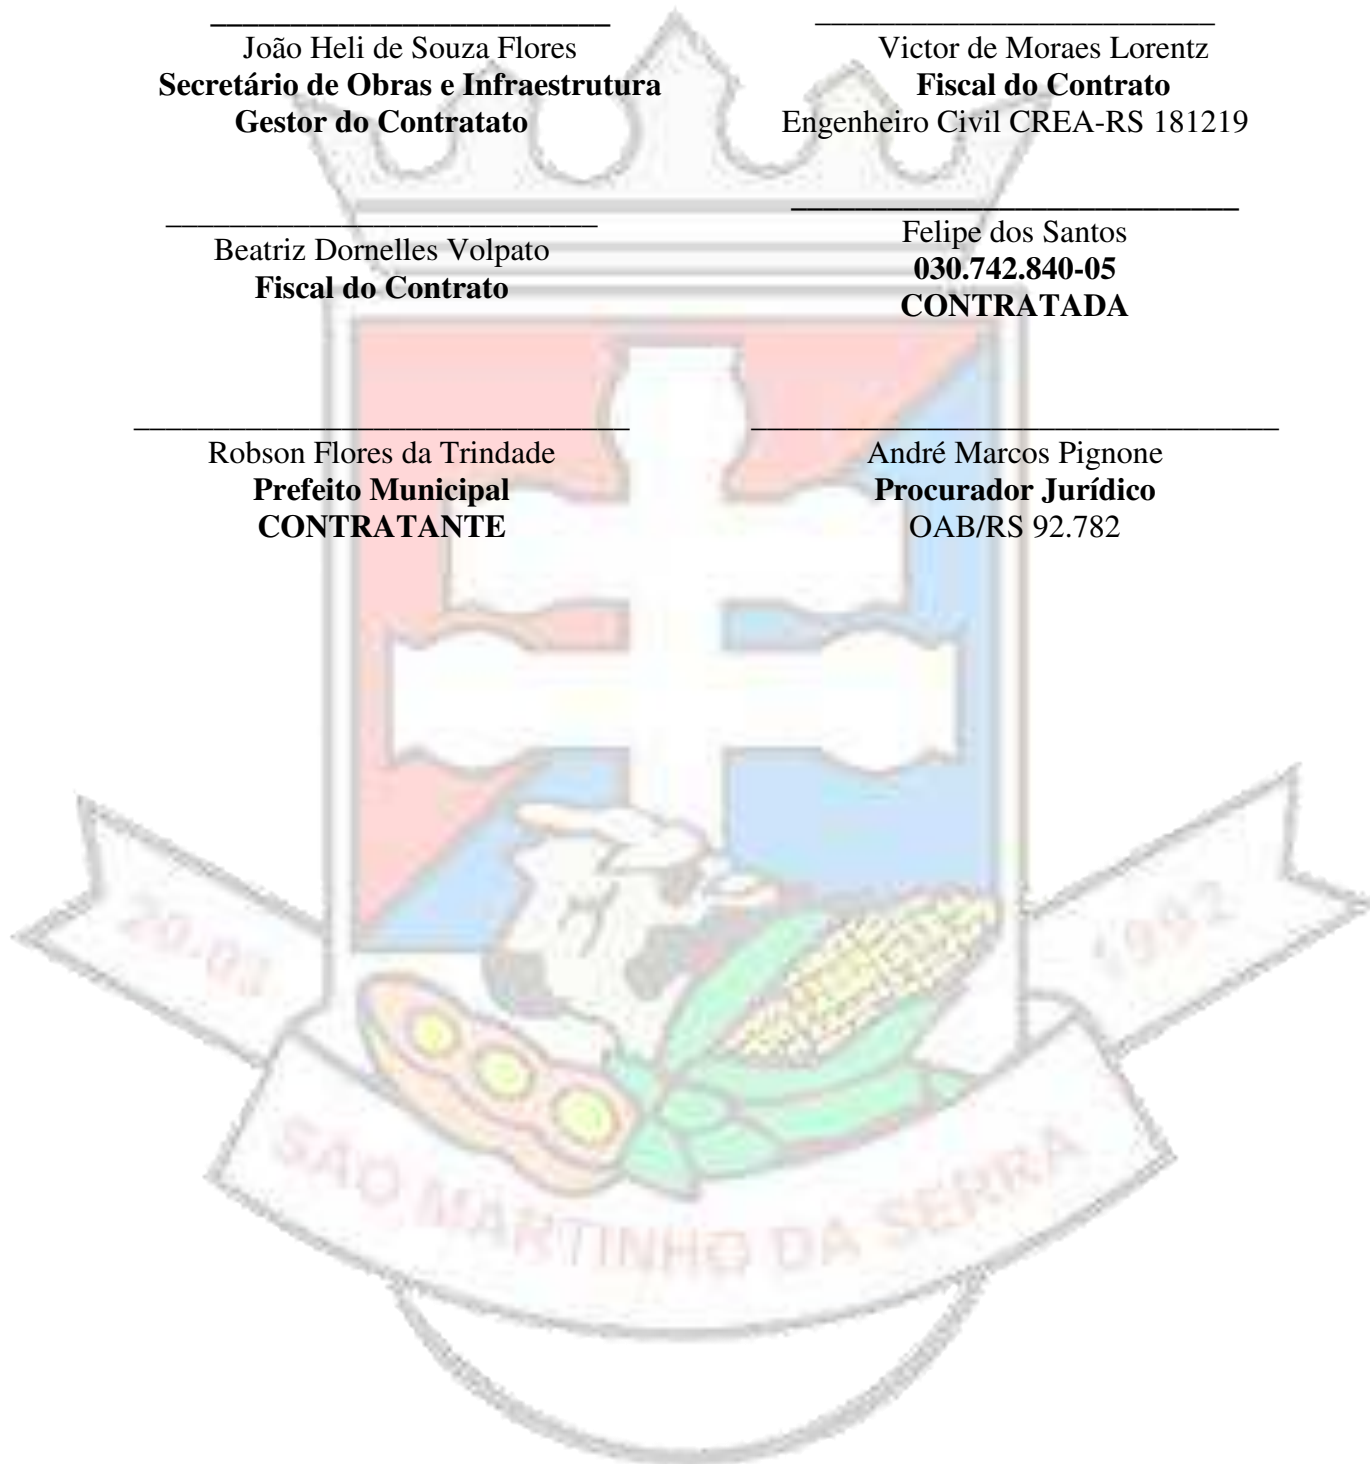 João Heli de Souza Flores
Secretário de Obras e Infraestrutura
Gestor do Contratato
Victor de Moraes Lorentz
Fiscal do Contrato
Engenheiro Civil CREA-RS 181219
Beatriz Dornelles Volpato
Fiscal do Contrato
Felipe dos Santos
030.742.840-05
CONTRATADA
Robson Flores da Trindade
Prefeito Municipal
CONTRATANTE
André Marcos Pignone
Procurador Jurídico
OAB/RS 92.782
20-03
1992
SÃO MARTINHO DA SERRA